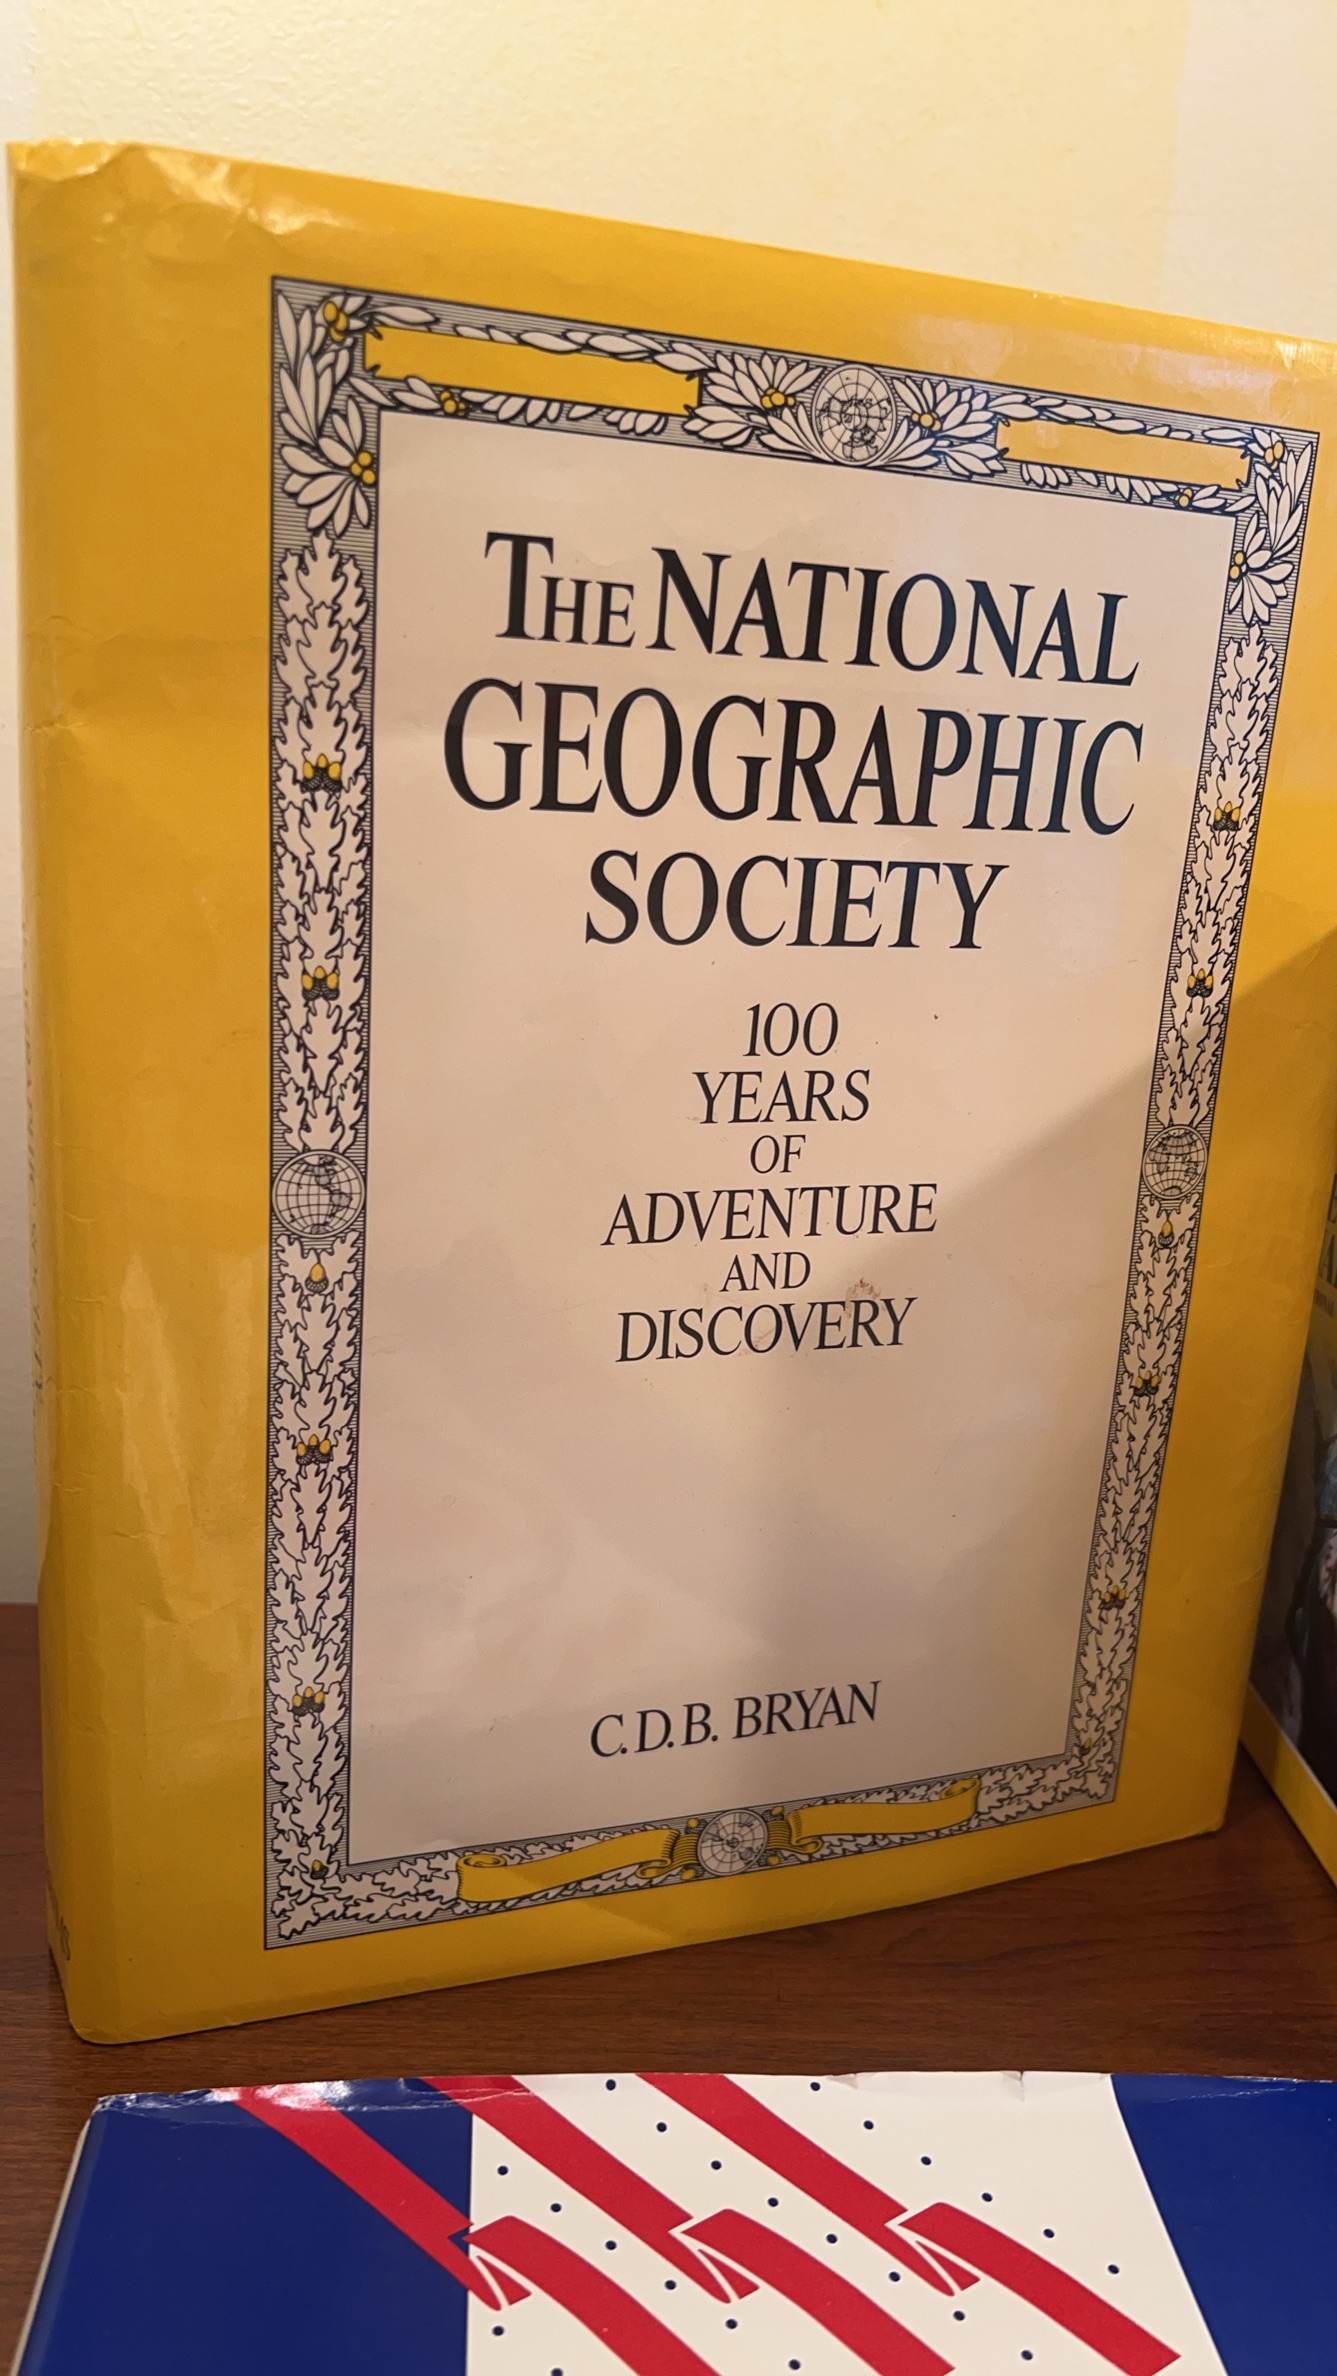 THE NATIONAL
GEOGRAPHIC
SOCIETY
100
YEARS
OF
ADVENTURE
AND
DISCOVERY
C.D.B. BRYAN